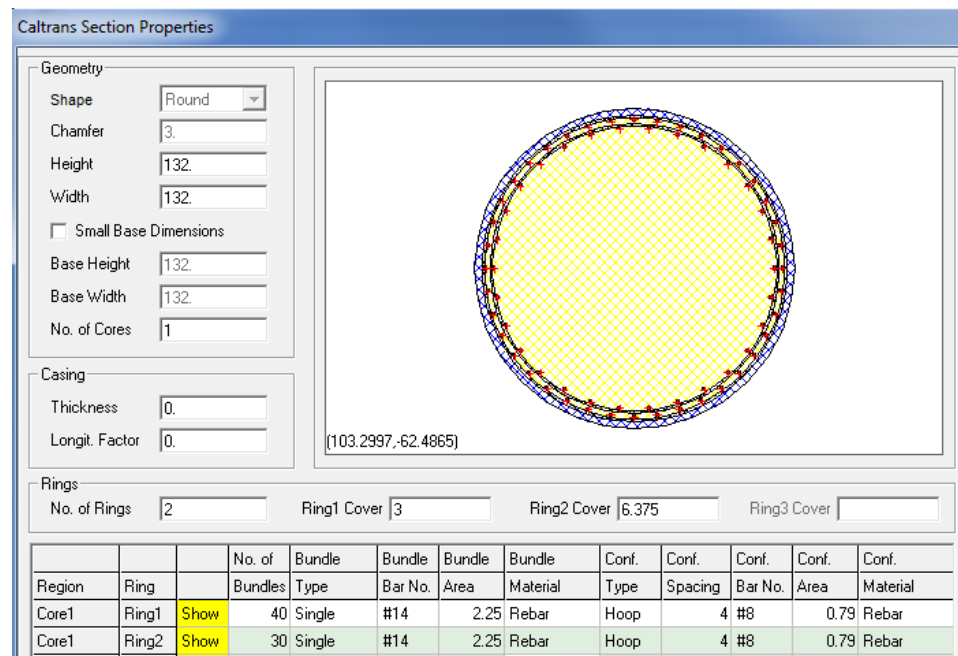 Caltrans Section Properties
Geometry
Shape Round
Chamfer 3.
Height 132.
Width 132.
Small Base Dimensions
Base Height 132.
Base Width 132.
No. of Cores 1
Casing
Thickness 0.
Longit. Factor 0.
(103.2997,-62.4865)
Rings
No. of Rings 2 Ring1 Cover 3 Ring2 Cover 6.375 Ring3 Cover
No. of Bundle Bundle Bundle Bundle Conf. Conf. Conf. Conf. Conf.
Region Ring Bundles Type Bar No. Area Material Type Spacing Bar No. Area Material
Core1 Ring1 Show 40 Single #14 2.25 Rebar Hoop 4 #8 0.79 Rebar
Core1 Ring2 Show 30 Single #14 2.25 Rebar Hoop 4 #8 0.79 Rebar